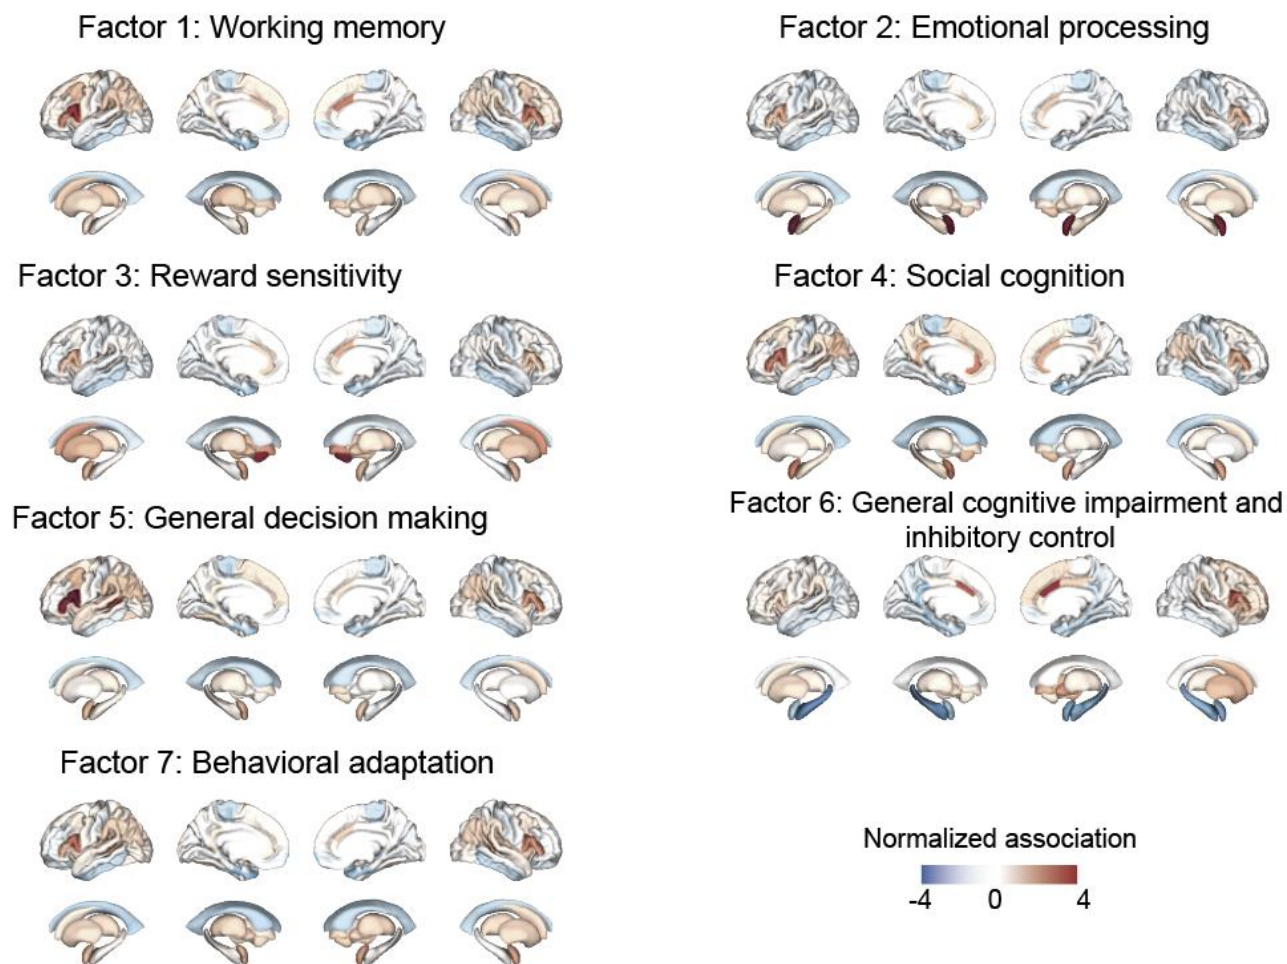 Factor 1: Working memory
Factor 2: Emotional processing
Factor 3: Reward sensitivity
Factor 4: Social cognition
Factor 5: General decision making
Factor 6: General cognitive impairment and
inhibitory control
Factor 7: Behavioral adaptation
Normalized association
-4 0 4